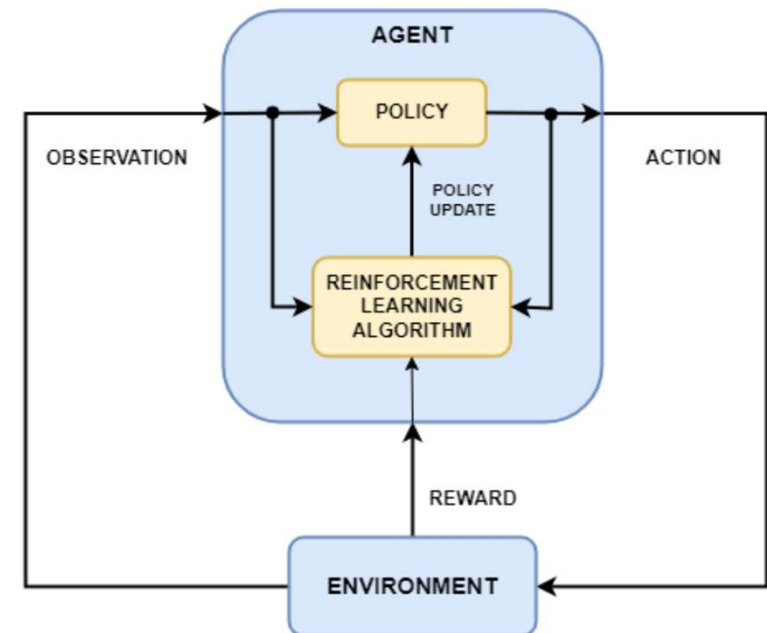 AGENT
POLICY
OBSERVATION
ACTION
POLICY
UPDATE
REINFORCEMENT
LEARNING
ALGORITHM
REWARD
ENVIRONMENT